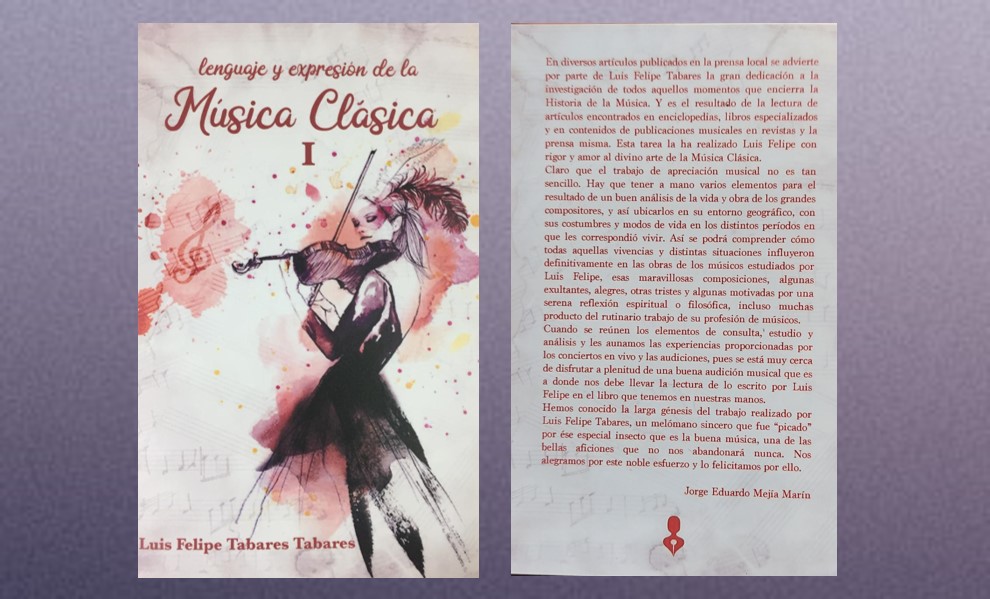 lenguaje y expresión de la
Música Clásica
I
Luis Felipe Tabares Tabares
En diversos artículos publicados en la prensa local se advierte
por parte de Luis Felipe Tabares la gran dedicación a la
investigación de todos aquellos momentos que encierra la
Historia de la Música. Y es el resultado de la lectura de
artículos encontrados en enciclopedias, libros especializados
y en contenidos de publicaciones musicales en revistas y la
prensa misma. Esta tarea la ha realizado Luis Felipe con
rigor y amor al divino arte de la Música Clásica.
Claro que el trabajo de apreciación musical no es tan
sencillo. Hay que tener a mano varios elementos para el
resultado de un buen análisis de la vida y obra de los grandes
compositores, y así ubicarlos en su entorno geográfico, con
sus costumbres y modos de vida en los distintos períodos en
que les correspondió vivir. Así se podrá comprender cómo
todas aquellas vivencias y distintas situaciones influyeron
definitivamente en las obras de los músicos estudiados por
Luis Felipe, esas maravillosas composiciones, algunas
exultantes, alegres, otras tristes y algunas motivadas por una
serena reflexión espiritual o filosófica, incluso muchas
producto del rutinario trabajo de su profesión de músicos.
Cuando se reúnen los elementos de consulta, estudio y
análisis y les aunamos las experiencias proporcionadas por
los conciertos en vivo y las audiciones, pues se está muy cerca
de disfrutar a plenitud de una buena audición musical que es
a donde nos debe llevar la lectura de lo escrito por Luis
Felipe en el libro que tenemos en nuestras manos.
Hemos conocido la larga génesis del trabajo realizado por
Luis Felipe Tabares, un melómano sincero que fue “picado”
por ése especial insecto que es la buena música, una de las
bellas aficiones que no nos abandonará nunca. Nos
alegramos por este noble esfuerzo y lo felicitamos por ello.
Jorge Eduardo Mejía Marín